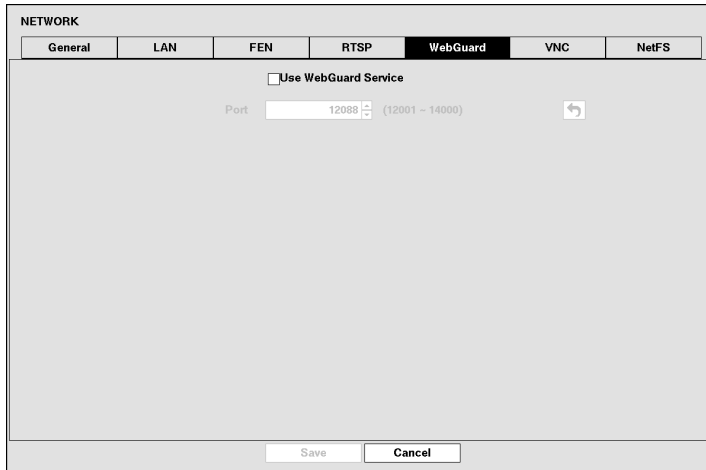 NETWORK
General LAN FEN RTSP WebGuard VNC NetFS
Use WebGuard Service
Port 12088 (12001 ~ 14000)
Save Cancel